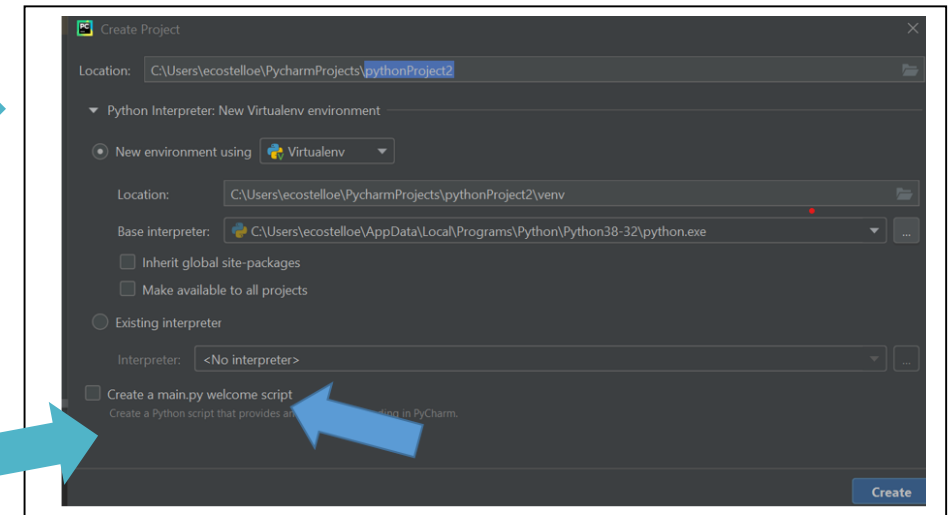 PC Create Project
Location: C:\Users\ecostelloe\PycharmProjects\pythonProject2
Python Interpreter: New Virtualenv environment
New environment using Virtualenv
Location: C:\Users\ecostelloe\PycharmProjects\pythonProject2\venv
Base interpreter: C:\Users\ecostelloe\AppData\Local\Programs\Python\Python38-32\python.exe ...
Inherit global site-packages
Make available to all projects
Existing interpreter
Interpreter: <No interpreter> ...
Create a main.py welcome script
Create a Python script that provides an in PyCharm.
Create